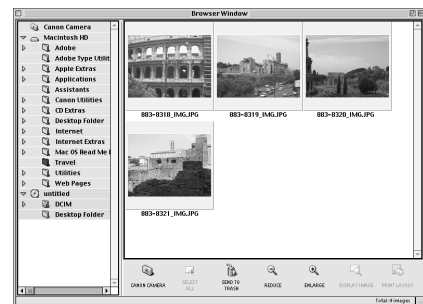 Browser Window
Canon Camera
Macintosh HD
Adobe
Adobe Type Utilit
Apple Extras
Applications
Assistants
Canon Utilities
CD Extras
Desktop Folder
Internet
Internet Extras
Mac OS Read Me
Travel
Utilities
Web Pages
untitled
DCIM
Desktop Folder
883-8318_IMG.JPG
883-8319_IMG.JPG
883-8320_IMG.JPG
883-8321_IMG.JPG
CANON CAMERA
SELECT ALL
SEND TO TRASH
REDUCE
ENLARGE
DISPLAY IMAGE
PRINT LAYOUT
Total:4 images